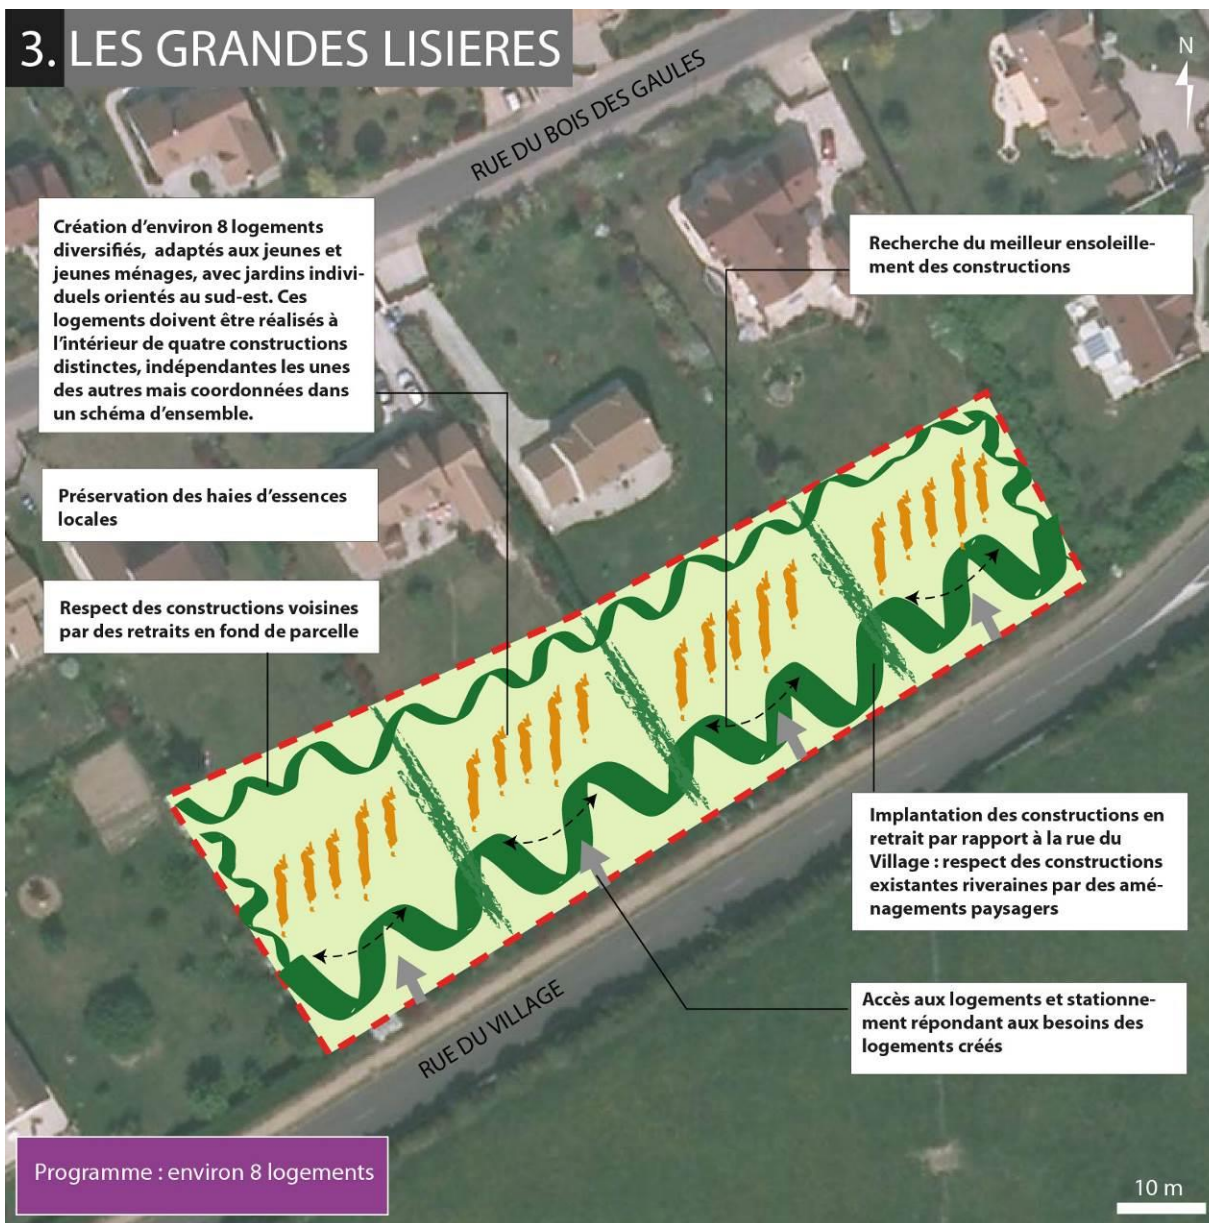 3. LES GRANDES LISIERES
N
RUE DU BOIS DES GAULES
Création d'environ 8 logements
diversifiés, adaptés aux jeunes et
jeunes ménages, avec jardins indivi-
duels orientés au sud-est. Ces
logements doivent être réalisés à
l'intérieur de quatre constructions
distinctes, indépendantes les unes
des autres mais coordonnées dans
un schéma d'ensemble.
Recherche du meilleur ensoleille-
ment des constructions
Préservation des haies d'essences
locales
Respect des constructions voisines
par des retraits en fond de parcelle
Implantation des constructions en
retrait par rapport à la rue du
Village : respect des constructions
existantes riveraines par des amé-
nagements paysagers
Accès aux logements et stationne-
ment répondant aux besoins des
logements créés
RUE DU VILLAGE
Programme : environ 8 logements
10 m